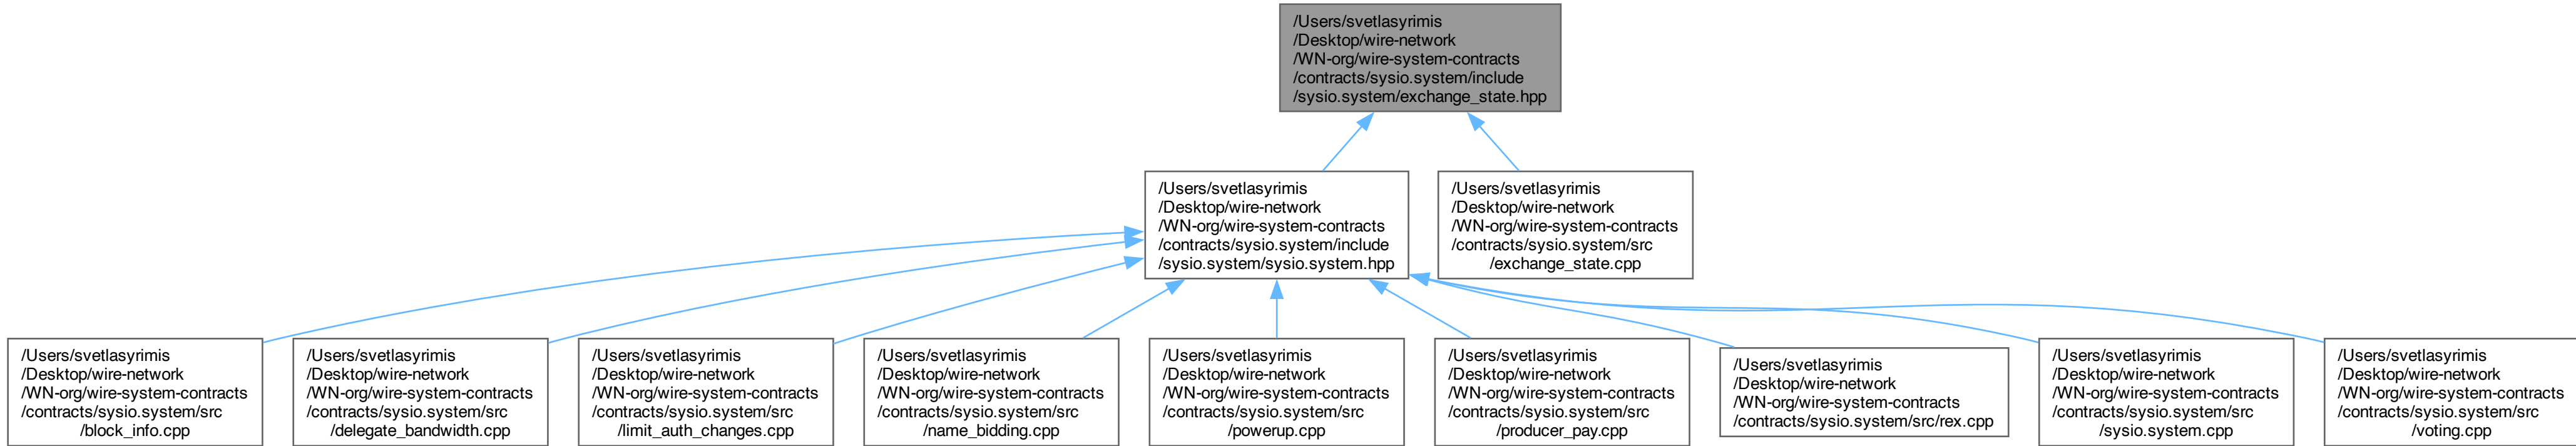 /Users/svetlasyrimis
/Desktop/wire-network
/WN-org/wire-system-contracts
/contracts/sysio.system/include
/sysio.system/exchange_state.hpp
/Users/svetlasyrimis
/Desktop/wire-network
/WN-org/wire-system-contracts
/contracts/sysio.system/include
/sysio.system/sysio.system.hpp
/Users/svetlasyrimis
/Desktop/wire-network
/WN-org/wire-system-contracts
/contracts/sysio.system/src
/exchange_state.cpp
/Users/svetlasyrimis
/Desktop/wire-network
/WN-org/wire-system-contracts
/contracts/sysio.system/src
/block_info.cpp
/Users/svetlasyrimis
/Desktop/wire-network
/WN-org/wire-system-contracts
/contracts/sysio.system/src
/delegate_bandwidth.cpp
/Users/svetlasyrimis
/Desktop/wire-network
/WN-org/wire-system-contracts
/contracts/sysio.system/src
/limit_auth_changes.cpp
/Users/svetlasyrimis
/Desktop/wire-network
/WN-org/wire-system-contracts
/contracts/sysio.system/src
/name_bidding.cpp
/Users/svetlasyrimis
/Desktop/wire-network
/WN-org/wire-system-contracts
/contracts/sysio.system/src
/powerup.cpp
/Users/svetlasyrimis
/Desktop/wire-network
/WN-org/wire-system-contracts
/contracts/sysio.system/src
/producer_pay.cpp
/Users/svetlasyrimis
/Desktop/wire-network
/WN-org/wire-system-contracts
/contracts/sysio.system/src/rex.cpp
/Users/svetlasyrimis
/Desktop/wire-network
/WN-org/wire-system-contracts
/contracts/sysio.system/src
/sysio.system.cpp
/Users/svetlasyrimis
/Desktop/wire-network
/WN-org/wire-system-contracts
/contracts/sysio.system/src
/voting.cpp